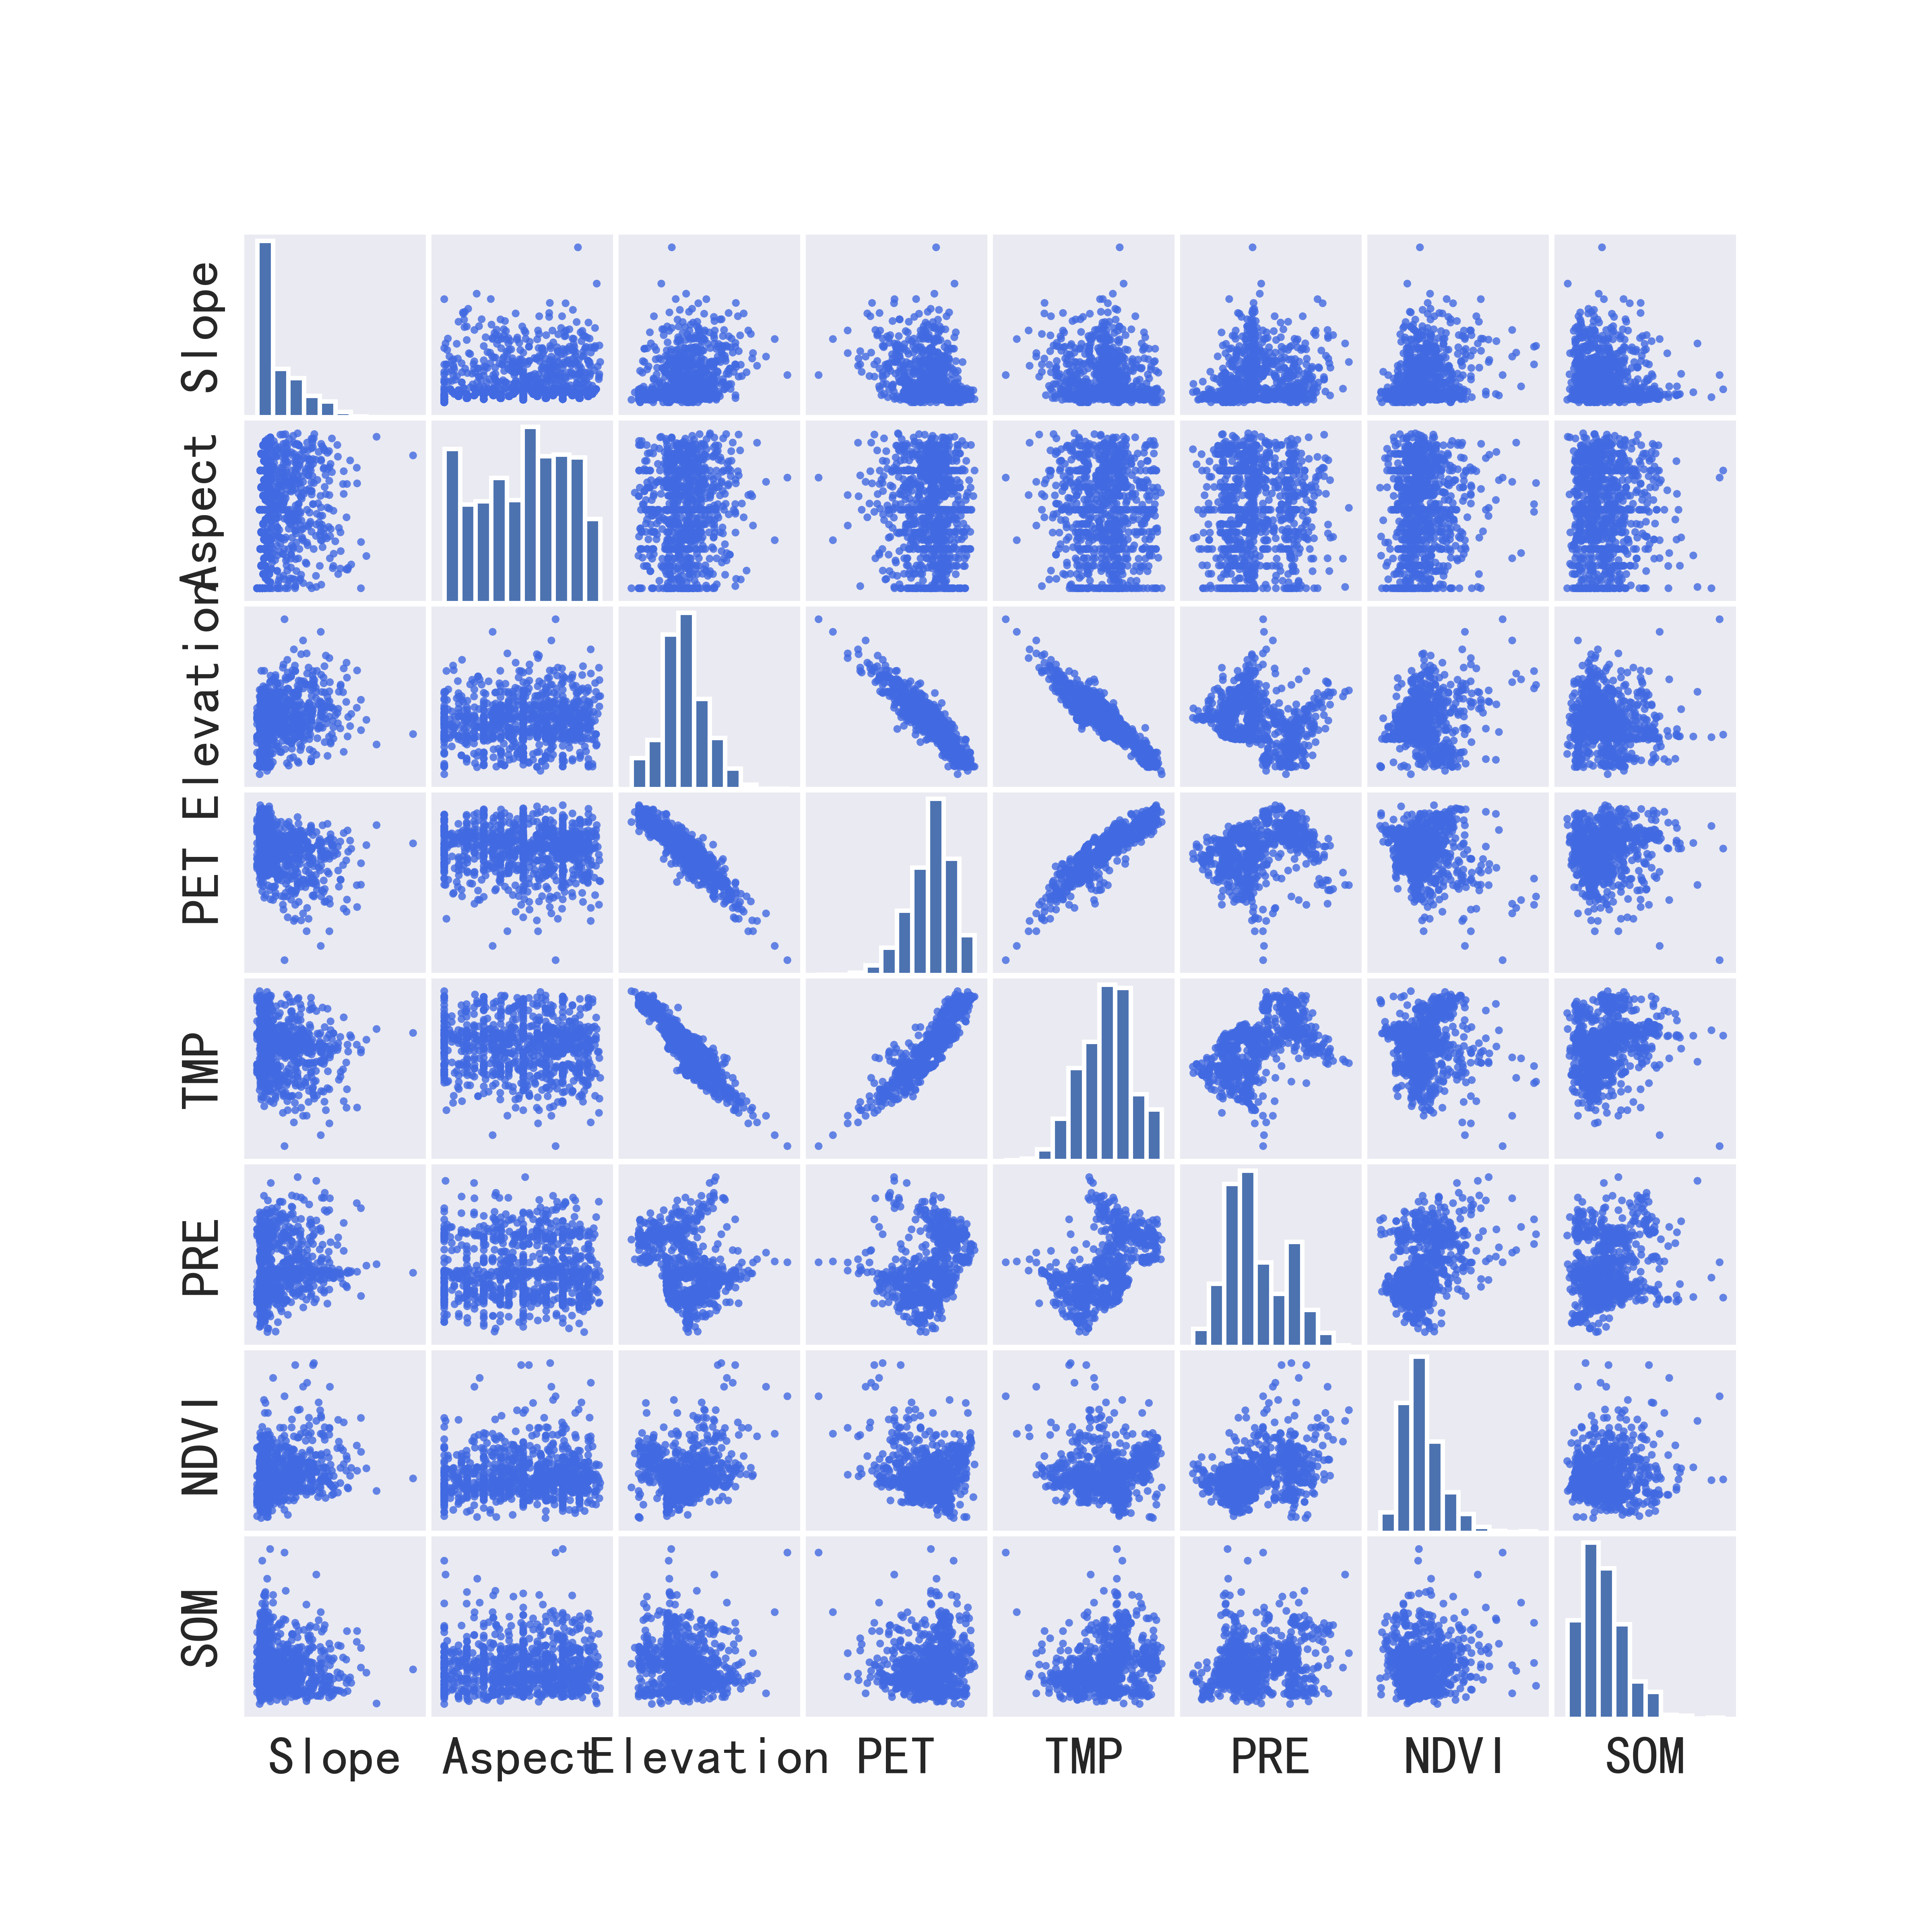 Slope
Aspect
Elevation
PET
TMP
PRE
NDVI
SOM
Slope Aspect Elevation PET TMP PRE NDVI SOM